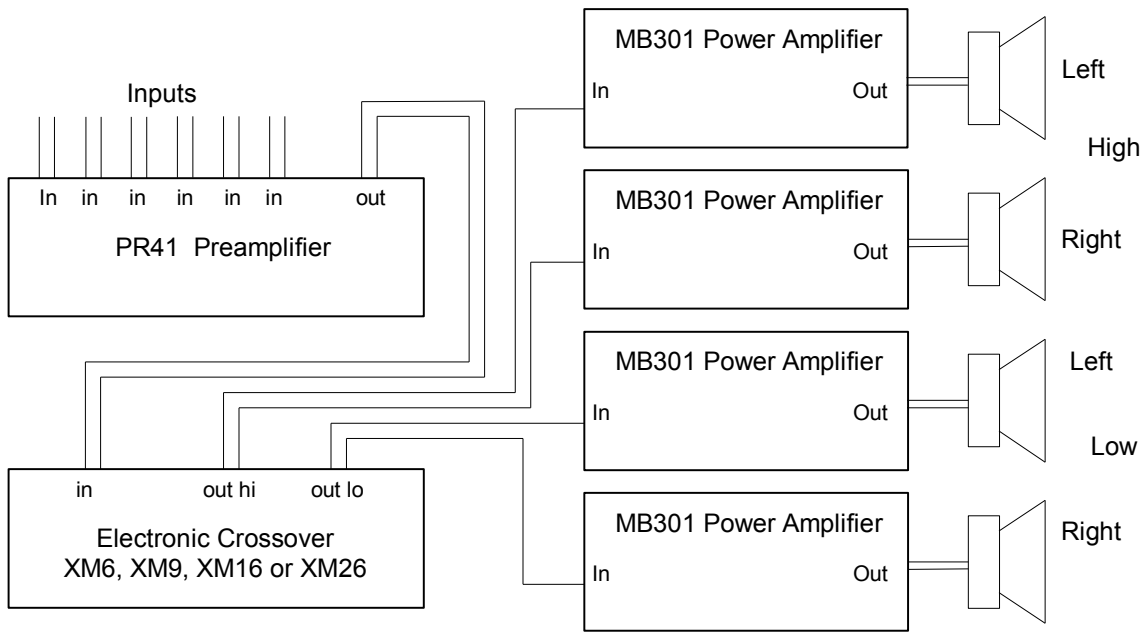 Inputs
In in in in in in out
PR41 Preamplifier
in out hi out lo
Electronic Crossover
XM6, XM9, XM16 or XM26
MB301 Power Amplifier
In Out
Left
High
MB301 Power Amplifier
In Out
Right
MB301 Power Amplifier
In Out
Left
Low
MB301 Power Amplifier
In Out
Right